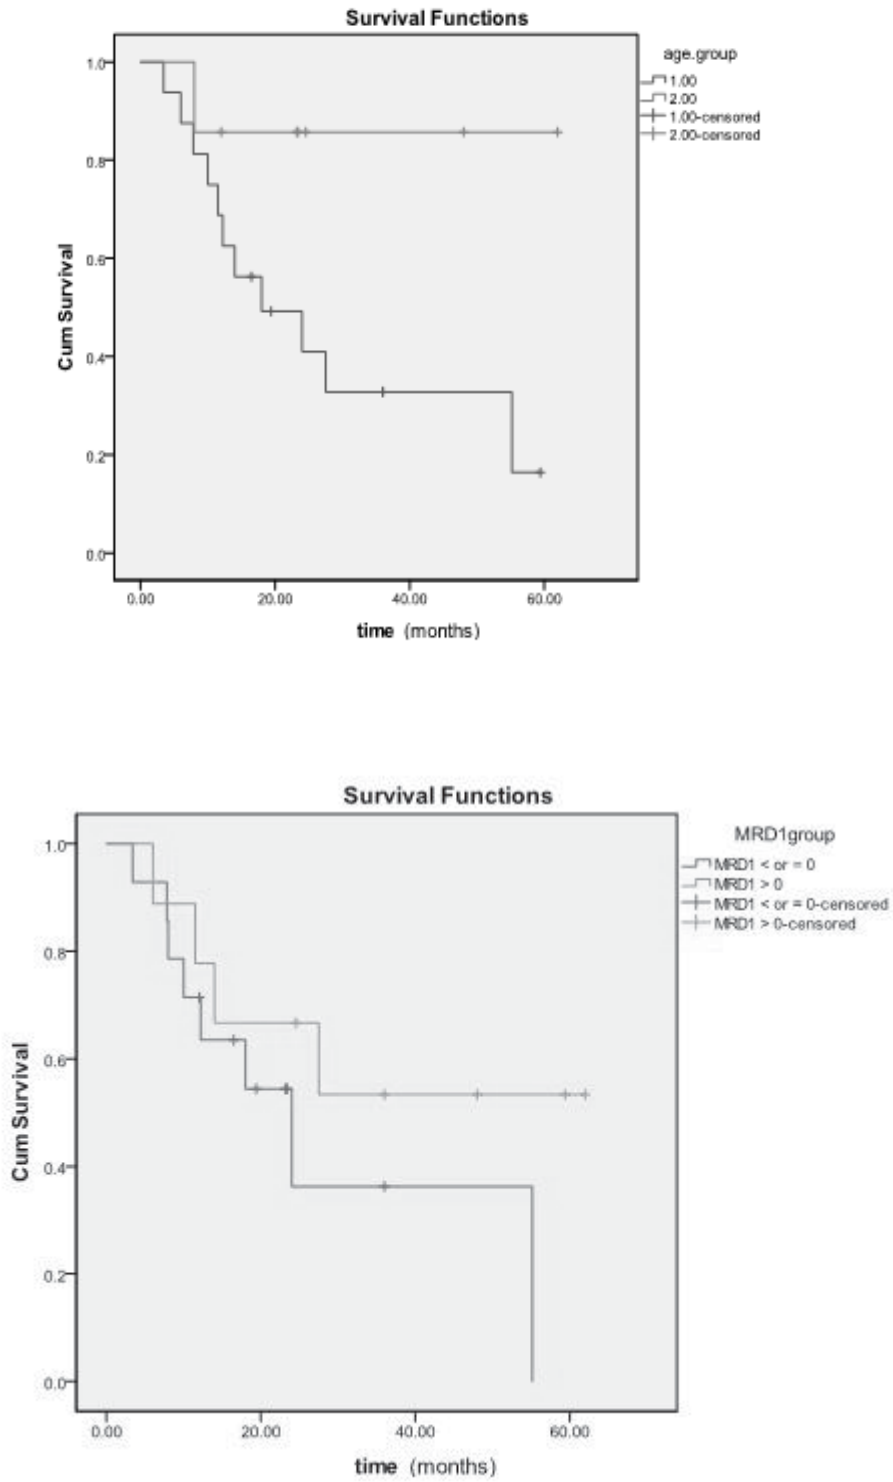 Survival Functions
age.group
1.00
2.00
1.00-censored
2.00-censored
1.0
0.8
0.6
0.4
0.2
0.0
Cum Survival
0.00 20.00 40.00 60.00
time (months)
Survival Functions
MRD1group
MRD1 < or = 0
MRD1 > 0
MRD1 < or = 0-censored
MRD1 > 0-censored
1.0
0.8
0.6
0.4
0.2
0.0
Cum Survival
0.00 20.00 40.00 60.00
time (months)